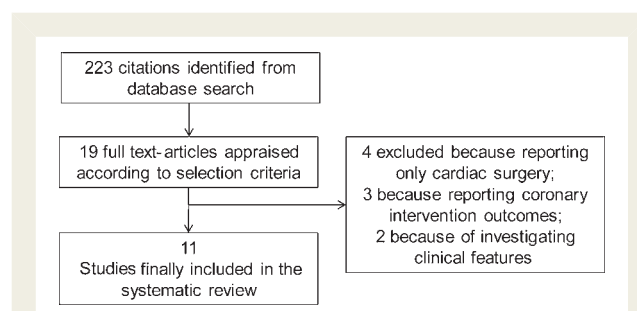 223 citations identified from
database search
19 full text-articles appraised
according to selection criteria
4 excluded because reporting
only cardiac surgery;
3 because reporting coronary
intervention outcomes;
2 because of investigating
clinical features
11
Studies finally included in the
systematic review